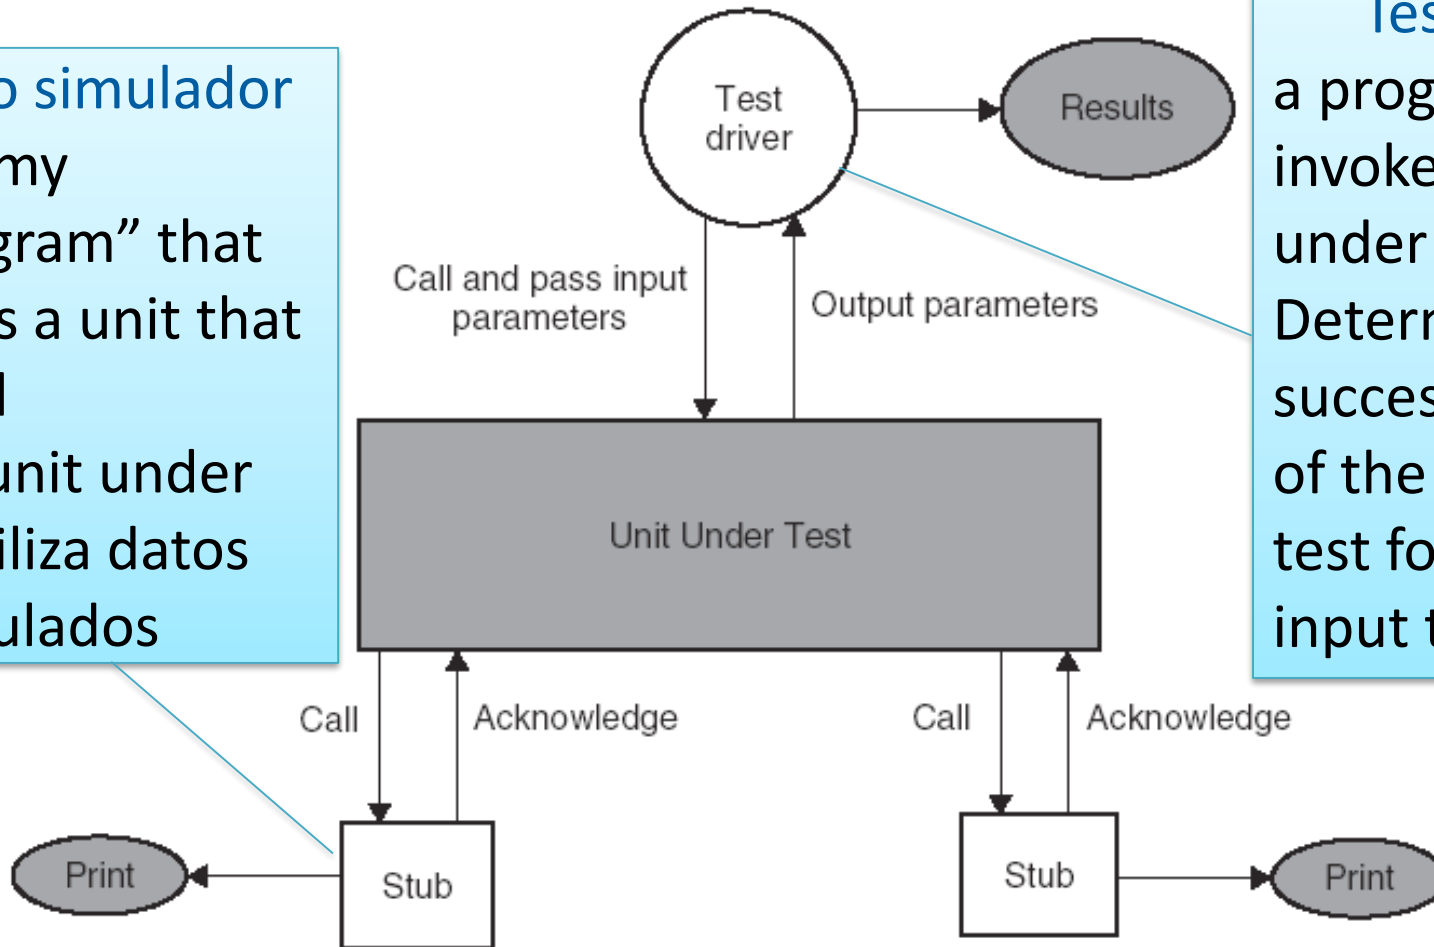 o simulador
my
gram” that
s a unit that
unit under
iliza datos
ulados
Test
driver
Results
Call and pass input
parameters
Output parameters
Unit Under Test
Call
Acknowledge
Call
Acknowledge
Print
Stub
Stub
Print
Tes
a prog
invoke
under
Deterr
succes
of the
test fo
input t